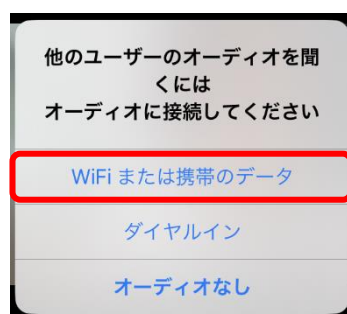 他のユーザーのオーディオを聞
くには
オーディオに接続してください
WiFi または携帯のデータ
ダイヤルイン
オーディオなし